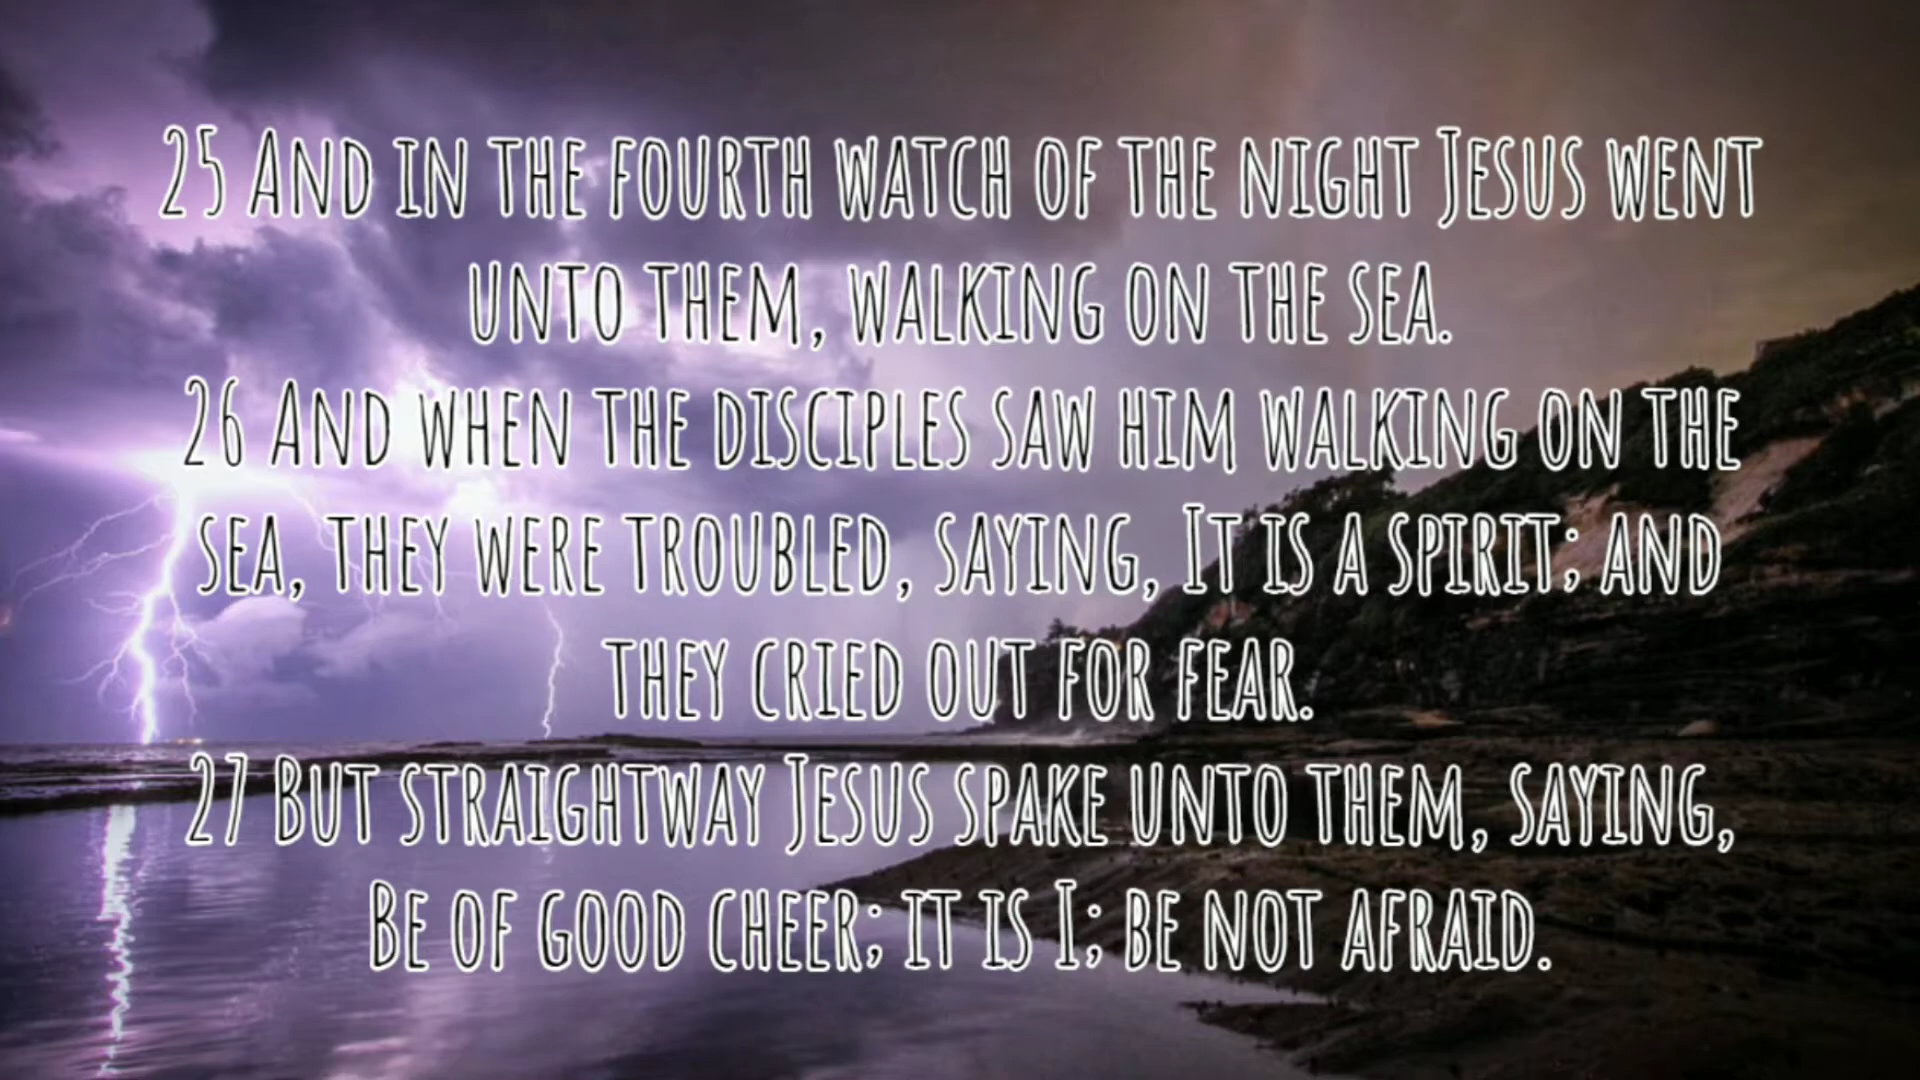 25 And in the fourth watch of the night Jesus went
unto them, walking on the sea.
26 And when the disciples saw him walking on the
sea, they were troubled, saying, It is a spirit; and
they cried out for fear.
27 But straightway Jesus spake unto them, saying,
Be of good cheer; it is I; be not afraid.